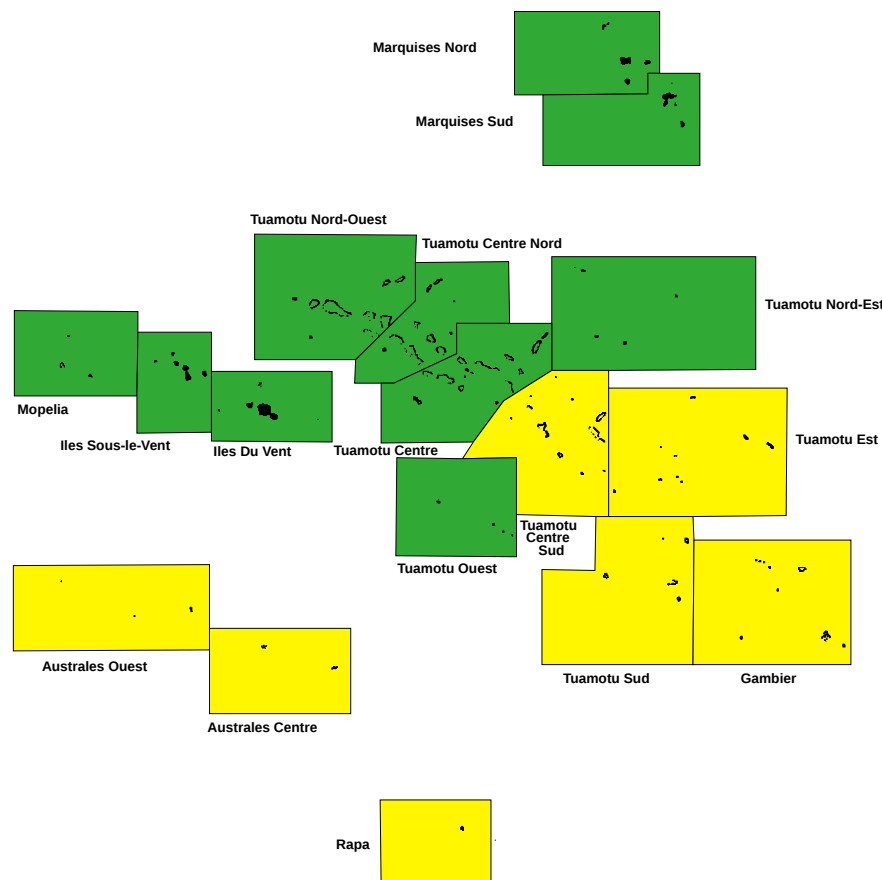 Marquises Nord
Marquises Sud
Tuamotu Nord-Ouest
Tuamotu Centre Nord
Tuamotu Nord-Est
Mopelia
Iles Sous-le-Vent
Iles Du Vent
Tuamotu Centre
Tuamotu Est
Tuamotu
Centre
Sud
Tuamotu Ouest
Australes Ouest
Tuamotu Sud
Gambier
Australes Centre
Rapa